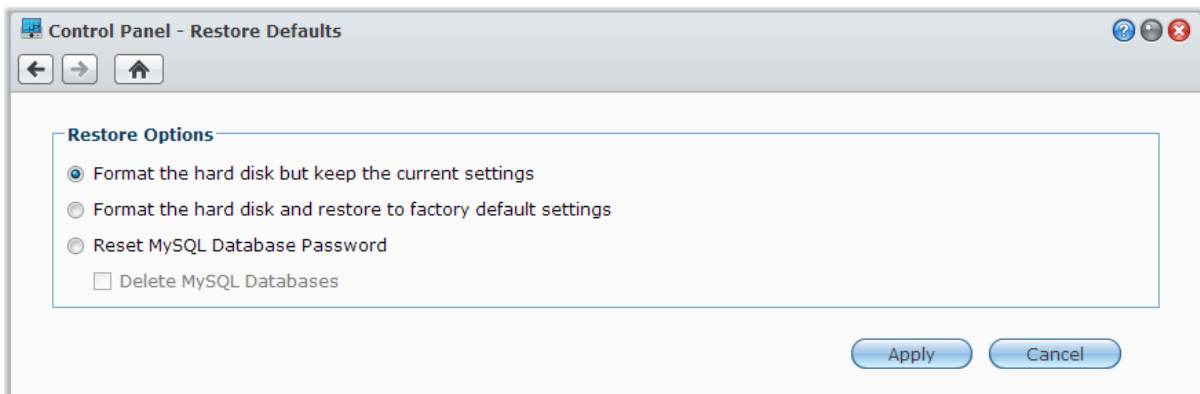 Control Panel - Restore Defaults
Restore Options
Format the hard disk but keep the current settings
Format the hard disk and restore to factory default settings
Reset MySQL Database Password
Delete MySQL Databases
Apply Cancel